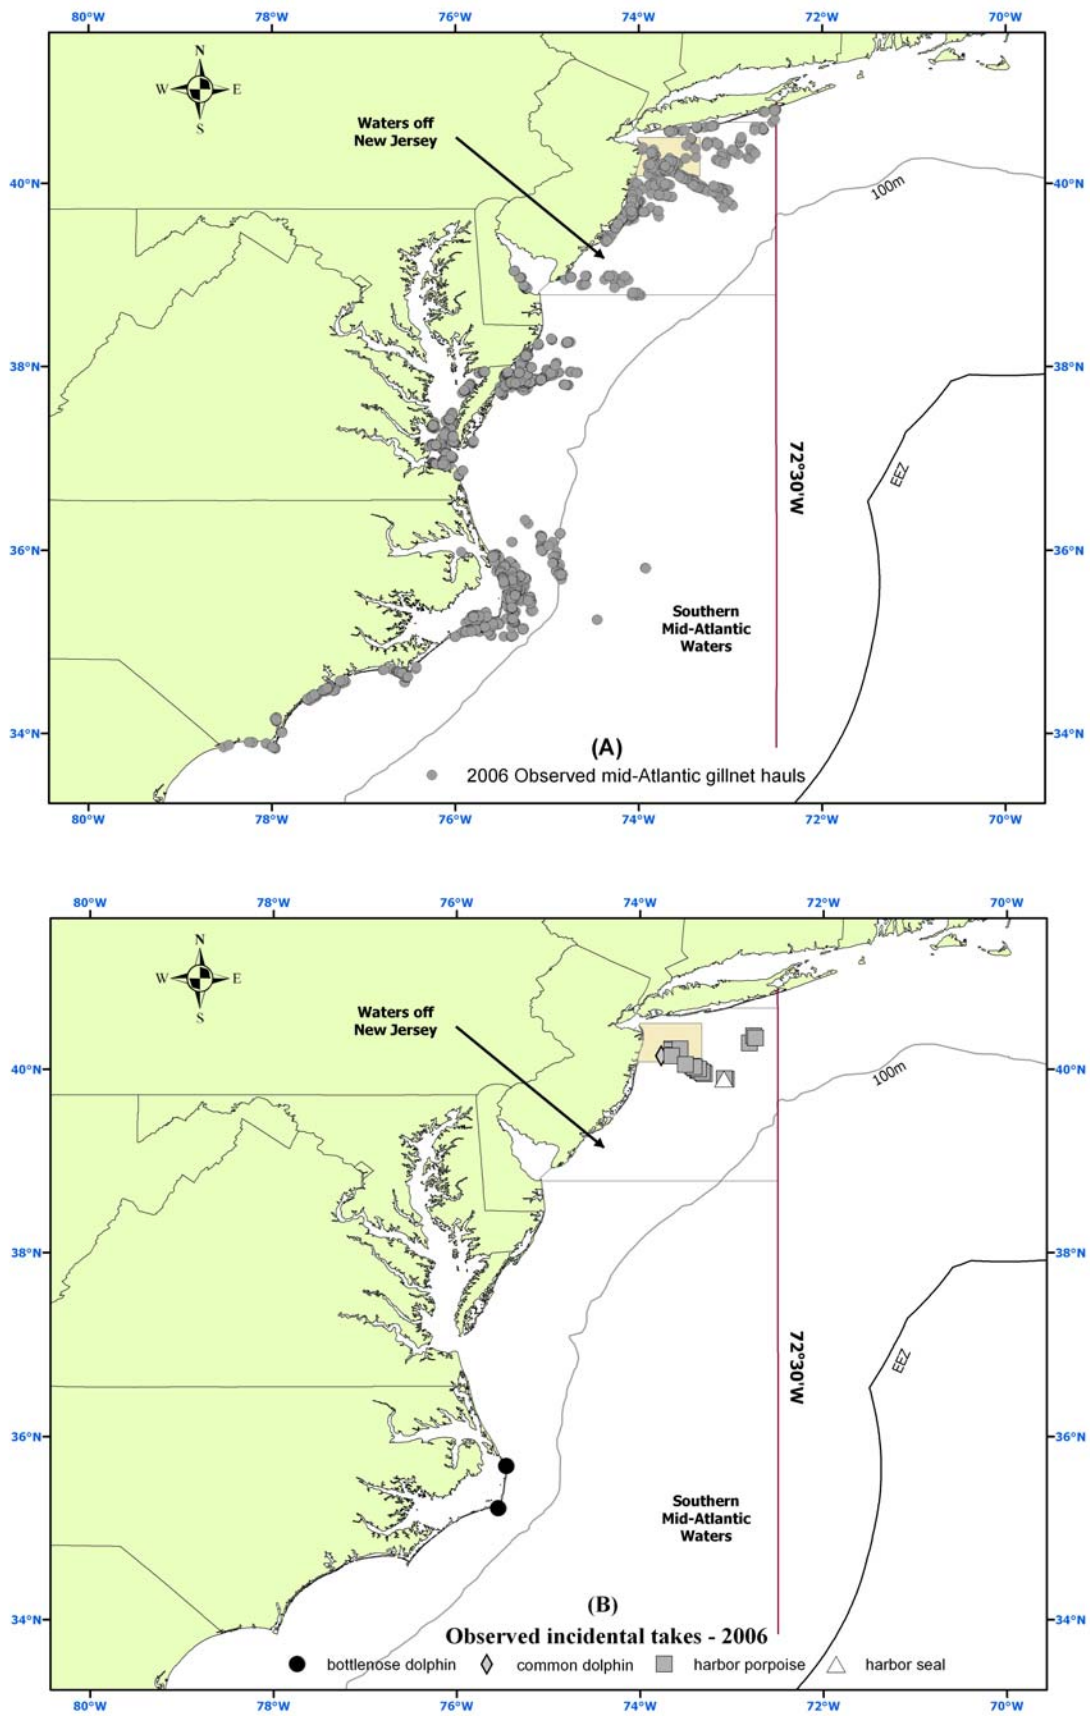 80°W 78°W 76°W 74°W 72°W 70°W
N
W E
S
Waters off
New Jersey
40°N 40°N
100m
38°N 38°N
72°30'W
EEZ
36°N 36°N
Southern
Mid-Atlantic
Waters
34°N 34°N
(A)
2006 Observed mid-Atlantic gillnet hauls
80°W 78°W 76°W 74°W 72°W 70°W
80°W 78°W 76°W 74°W 72°W 70°W
N
W E
S
Waters off
New Jersey
40°N 40°N
100m
38°N 38°N
72°30'W
EEZ
36°N 36°N
Southern
Mid-Atlantic
Waters
34°N 34°N
(B)
Observed incidental takes - 2006
bottlenose dolphin common dolphin harbor porpoise harbor seal
80°W 78°W 76°W 74°W 72°W 70°W